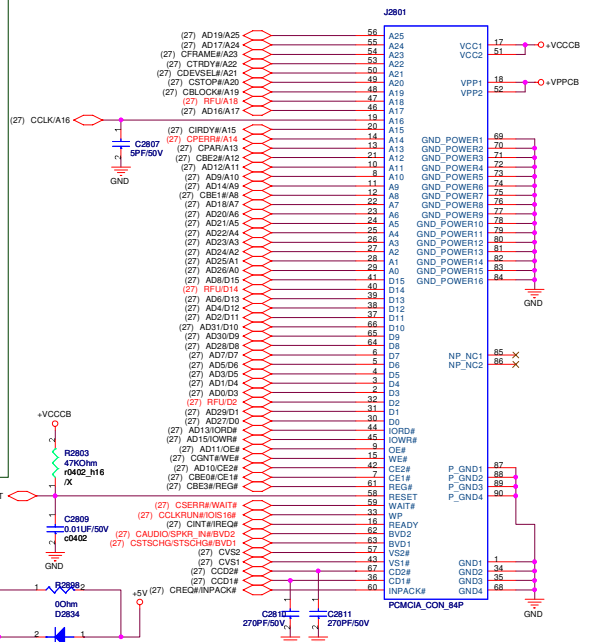 J2801
(27) AD19/A25 56 A25
(27) AD17/A24 55 A24 VCC1 17 +VCCCB
(27) CFRAME#/A23 54 A23 VCC2 51
(27) CTRDY#/A22 53 A22
(27) CDEVSEL#/A21 50 A21
(27) CSTOP#/A20 49 A20 VPP1 18 +VPPCB
(27) CBLOCK#/A19 48 A19 VPP2 52
(27) RFU/A18 47 A18
(27) AD16/A17 46 A17
(27) CCLK/A16 19 A16
(27) CIRDY#/A15 20 A15
(27) CPERR#/A14 14 A14 GND_POWER1 69
C2807
(27) CPAR/A13 13 A13 GND_POWER2 70
5PF/50V
(27) CBE2#/A12 21 A12 GND_POWER3 71
(27) AD12/A11 10 A11 GND_POWER4 72
(27) AD9/A10 8 A10 GND_POWER5 73
GND
(27) AD14/A9 11 A9 GND_POWER6 74
(27) CBE1#/A8 12 A8 GND_POWER7 75
(27) AD18/A7 22 A7 GND_POWER8 76
(27) AD20/A6 23 A6 GND_POWER9 77
(27) AD21/A5 24 A5 GND_POWER10 78
(27) AD22/A4 25 A4 GND_POWER11 79
(27) AD23/A3 26 A3 GND_POWER12 80
(27) AD24/A2 27 A2 GND_POWER13 81
(27) AD25/A1 28 A1 GND_POWER14 82
(27) AD26/A0 29 A0 GND_POWER15 83
(27) AD8/D15 41 D15 GND_POWER16 84
(27) RFU/D14 40 D14
(27) AD6/D13 39 D13
GND
(27) AD4/D12 38 D12
(27) AD2/D11 37 D11
(27) AD31/D10 66 D10
(27) AD30/D9 65 D9
(27) AD28/D8 64 D8
(27) AD7/D7 6 D7 NP_NC1 85
(27) AD5/D6 5 D6 NP_NC2 86
(27) AD3/D5 4 D5
(27) AD1/D4 3 D4
(27) AD0/D3 2 D3
(27) RFU/D2 32 D2
(27) AD29/D1 31 D1
+VCCCB
(27) AD27/D0 30 D0
(27) AD13/IORD# 44 IORD#
(27) AD15/IOWR# 45 IOWR#
2 R2803
(27) AD11/OE# 9 OE#
47KOhm
(27) CGNT#/WE# 15 WE#
r0402_h16
(27) AD10/CE2# 42 CE2# P_GND1 87
/X
(27) CBE0#/CE1# 7 CE1# P_GND2 88
1
(27) CBE3#/REG# 61 REG# P_GND3 89
T 58 RESET P_GND4 90
(27) CSERR#/WAIT# 59 WAIT#
1 C2809
(27) CCLKRUN#/IOIS16# 33 WP
0.01UF/50V
(27) CINT#/IREQ# 16 READY
c0402
2
(27) CAUDIO/SPKR_IN#/BVD2 62 BVD2
(27) CSTSCHG/STSCHG#/BVD1 63 BVD1
(27) CVS2 57 VS2#
GND
(27) CVS1 43 VS1# GND1 1
(27) CCD2# 67 CD2# GND2 34
(27) CCD1# 36 CD1# GND3 35
(27) CREQ#/INPACK# 60 INPACK# GND4 68
1 R2898 2
+5V
0Ohm
PCMCIA_CON_84P
D2834
C2810 1 C2811 1
GND
270PF/50V 270PF/50V
2 2
2 1